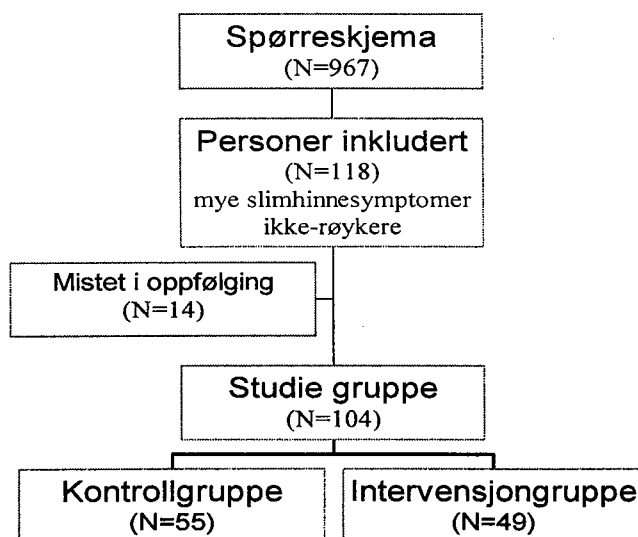 Spørreskjema
(N=967)
Personer inkludert
(N=118)
mye slimhinnesymptomer
ikke-røykere
Mistet i oppfølging
(N=14)
Studie gruppe
(N=104)
Kontrollgruppe
(N=55)
Intervensjongruppe
(N=49)